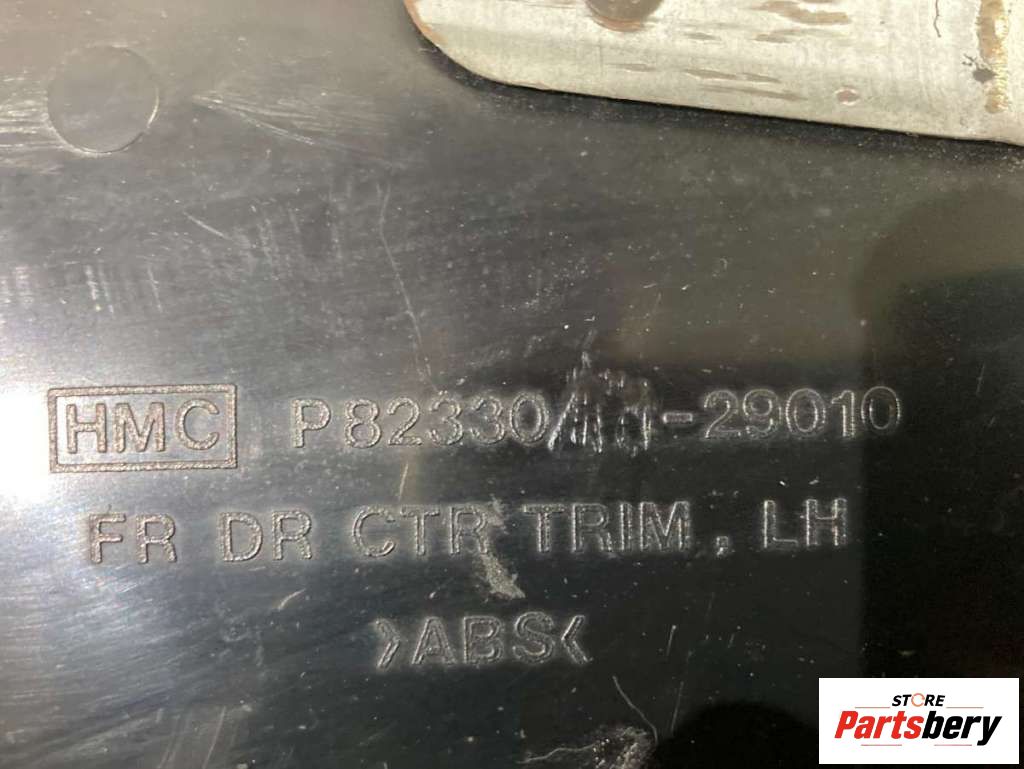 HMC P82330/ -29010
FR DR CTR TRIM, LH
>ABS<
STORE
Partsbery